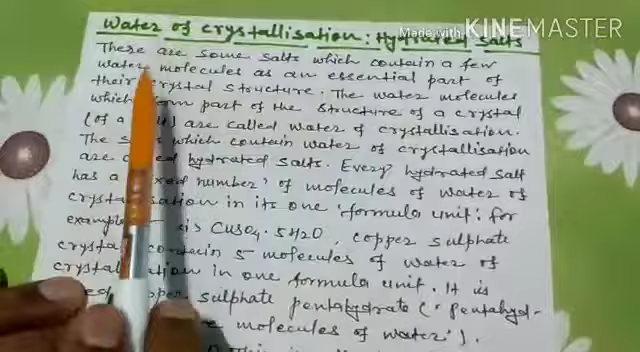 Water of crystallisation: Hydrated salts
Made with KINEMASTER
There are some salts which contain a few
water molecules as an essential part of
their crystal structure. The water molecules
which form part of the structure of a crystal
(of a) are called water of crystallisation.
The which contain water of crystallisation
are hydrated salts. Every hydrated salt
has a number of molecules of water of
in its one 'formula unit'. for
is CuSO4.5H2O, copper sulphate
contain 5 molecules of water of
in one formula unit. It is
sulphate pentahydrate ('pentahyd-
molecules of water').